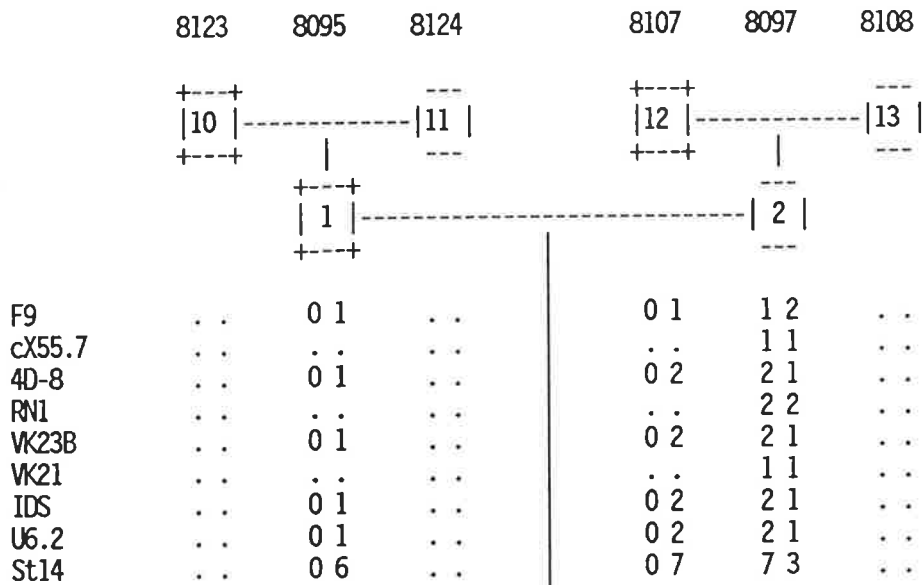 8123 8095 8124 8107 8097 8108
+---+ --- +---+ ---
|10 |--------------|11 | |12 |--------------|13 |
+---+ | --- +---+ | ---
+---+ ---
| 1 |--------------------------------| 2 |
+---+ ---
F9 . . 0 1 . . 0 1 1 2 . .
cX55.7 . . . . . . . . 1 1 . .
4D-8 . . 0 1 . . 0 2 2 1 . .
RN1 . . . . . . . . 2 2 . .
VK23B . . 0 1 . . 0 2 2 1 . .
VK21 . . . . . . . . 1 1 . .
IDS . . 0 1 . . 0 2 2 1 . .
U6.2 . . 0 1 . . 0 2 2 1 . .
St14 . . 0 6 . . 0 7 7 3 . .